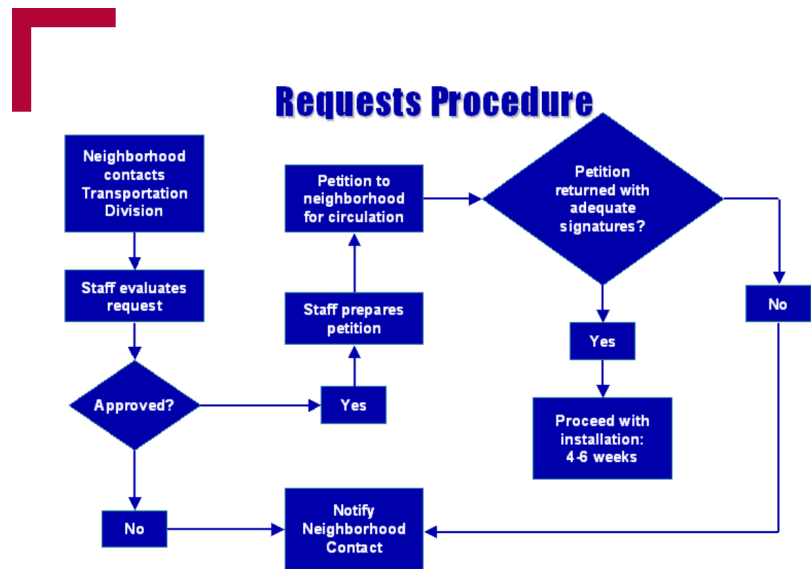 Requests Procedure
Neighborhood
contacts
Transportation
Division
Staff evaluates
request
Approved?
No
Yes
Staff prepares
petition
Petition to
neighborhood
for circulation
Petition
returned with
adequate
signatures?
Yes
Proceed with
installation:
4-6 weeks
No
Notify
Neighborhood
Contact